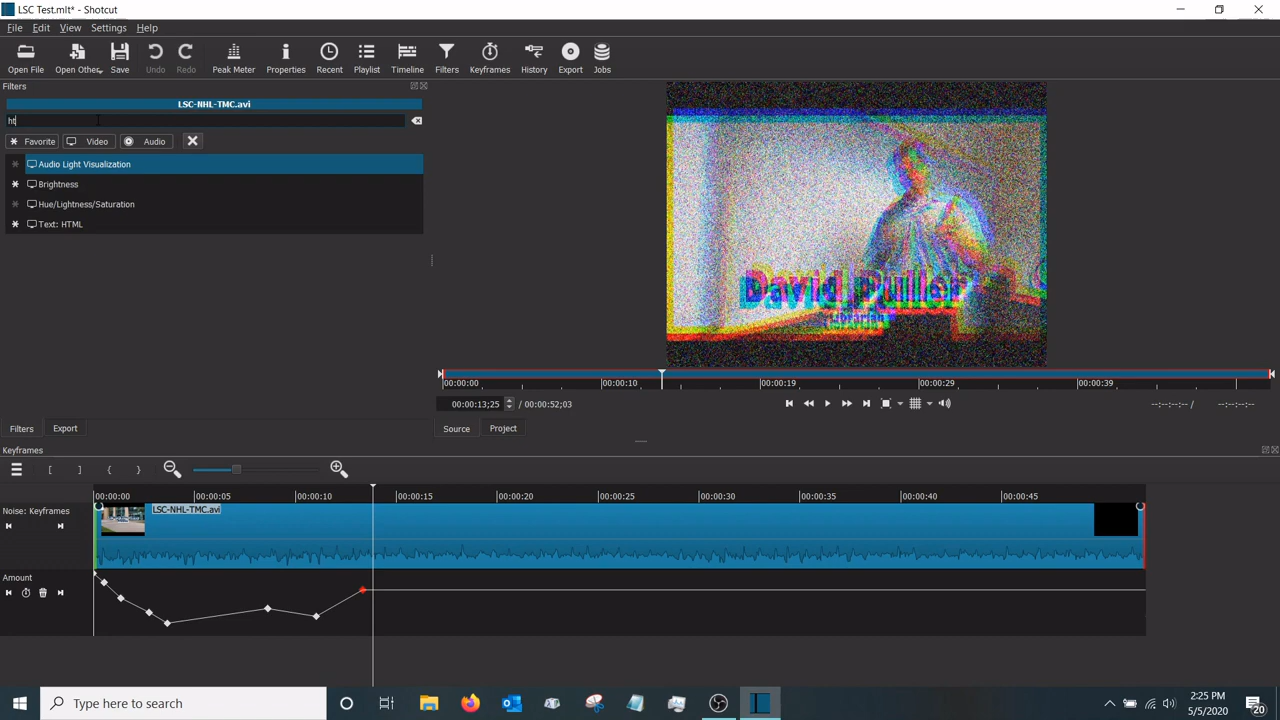 LSC Test.mlt* - Shotcut
File Edit View Settings Help
Open File Open Other.. Save Undo Redo Peak Meter Properties Recent Playlist Timeline Filters Keyframes History Export Jobs
Filters
LSC-NHL-TMC.avi
ht
Favorite Video Audio
Audio Light Visualization
Brightness
Hue/Lightness/Saturation
Text: HTML
David Puller
Librarian
00:00:00 00:00:10 00:00:19 00:00:29 00:00:39
00:00:13;25 / 00:00:52;03 --:--:--:-- / --:--:--:--
Filters Export Source Project
Keyframes
00:00:00 00:00:05 00:00:10 00:00:15 00:00:20 00:00:25 00:00:30 00:00:35 00:00:40 00:00:45
Noise: Keyframes LSC-NHL-TMC.avi
Amount
Type here to search
2:25 PM
5/5/2020
20